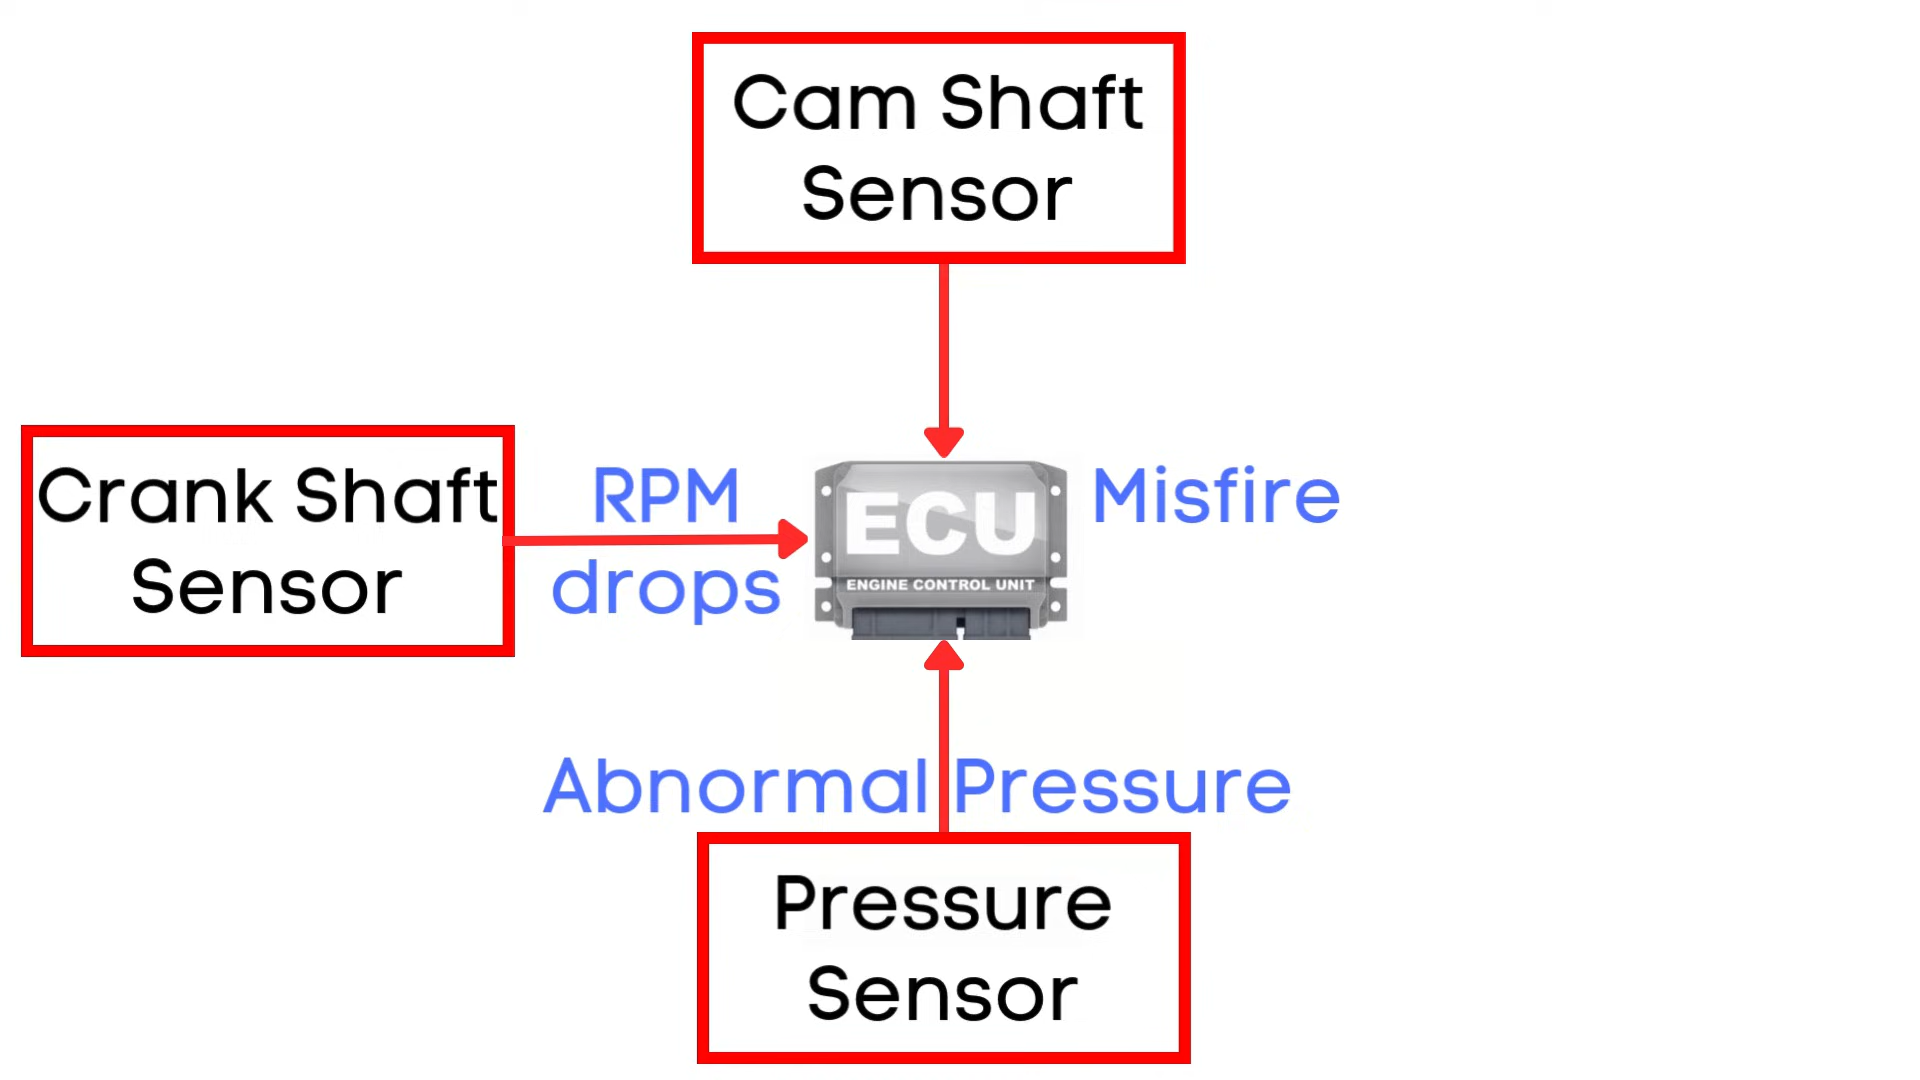 Cam Shaft
Sensor
Crank Shaft
Sensor
RPM
drops
ECU
ENGINE CONTROL UNIT
Misfire
Abnormal Pressure
Pressure
Sensor